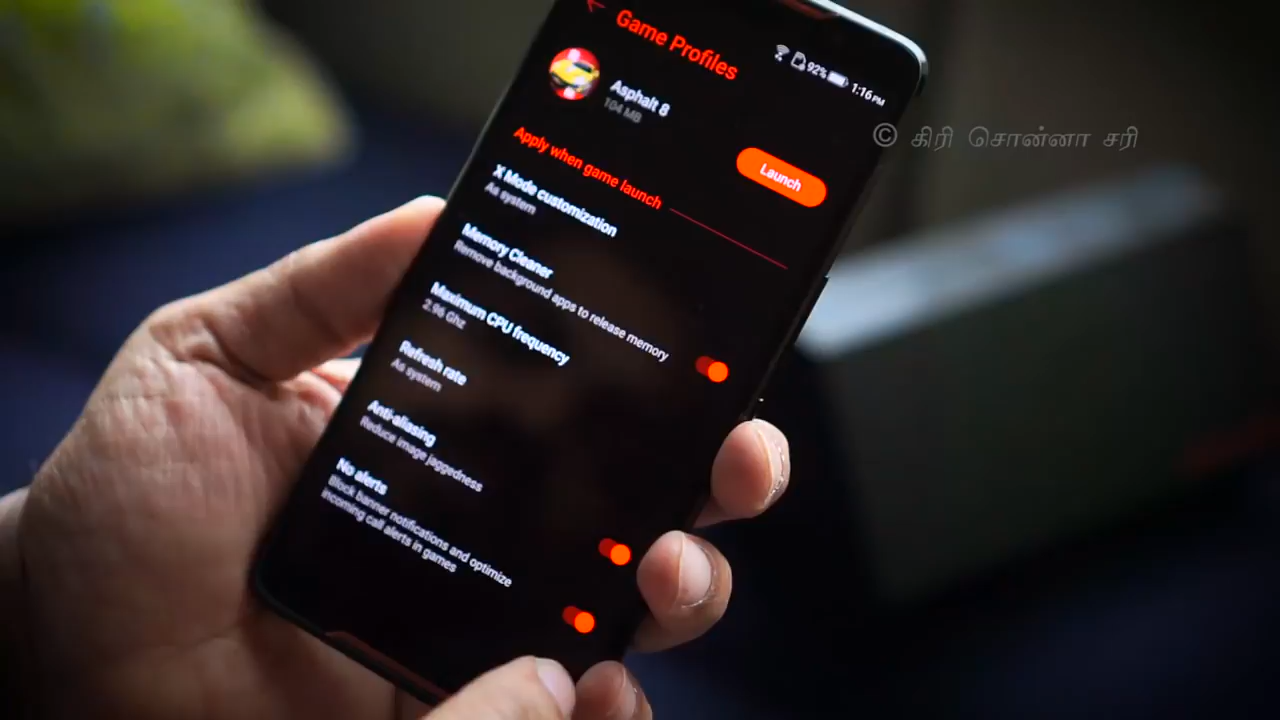 Game Profiles
92% 1:16 PM
Asphalt 8
104 MB
Launch
Apply when game launch
X Mode customization
As system
Memory Cleaner
Remove background apps to release memory
Maximum CPU frequency
2.96 Ghz
Refresh rate
As system
Anti-aliasing
Reduce image jaggedness
No alerts
Block banner notifications and optimize
incoming call alerts in games
© கிரி சொன்னா சரி